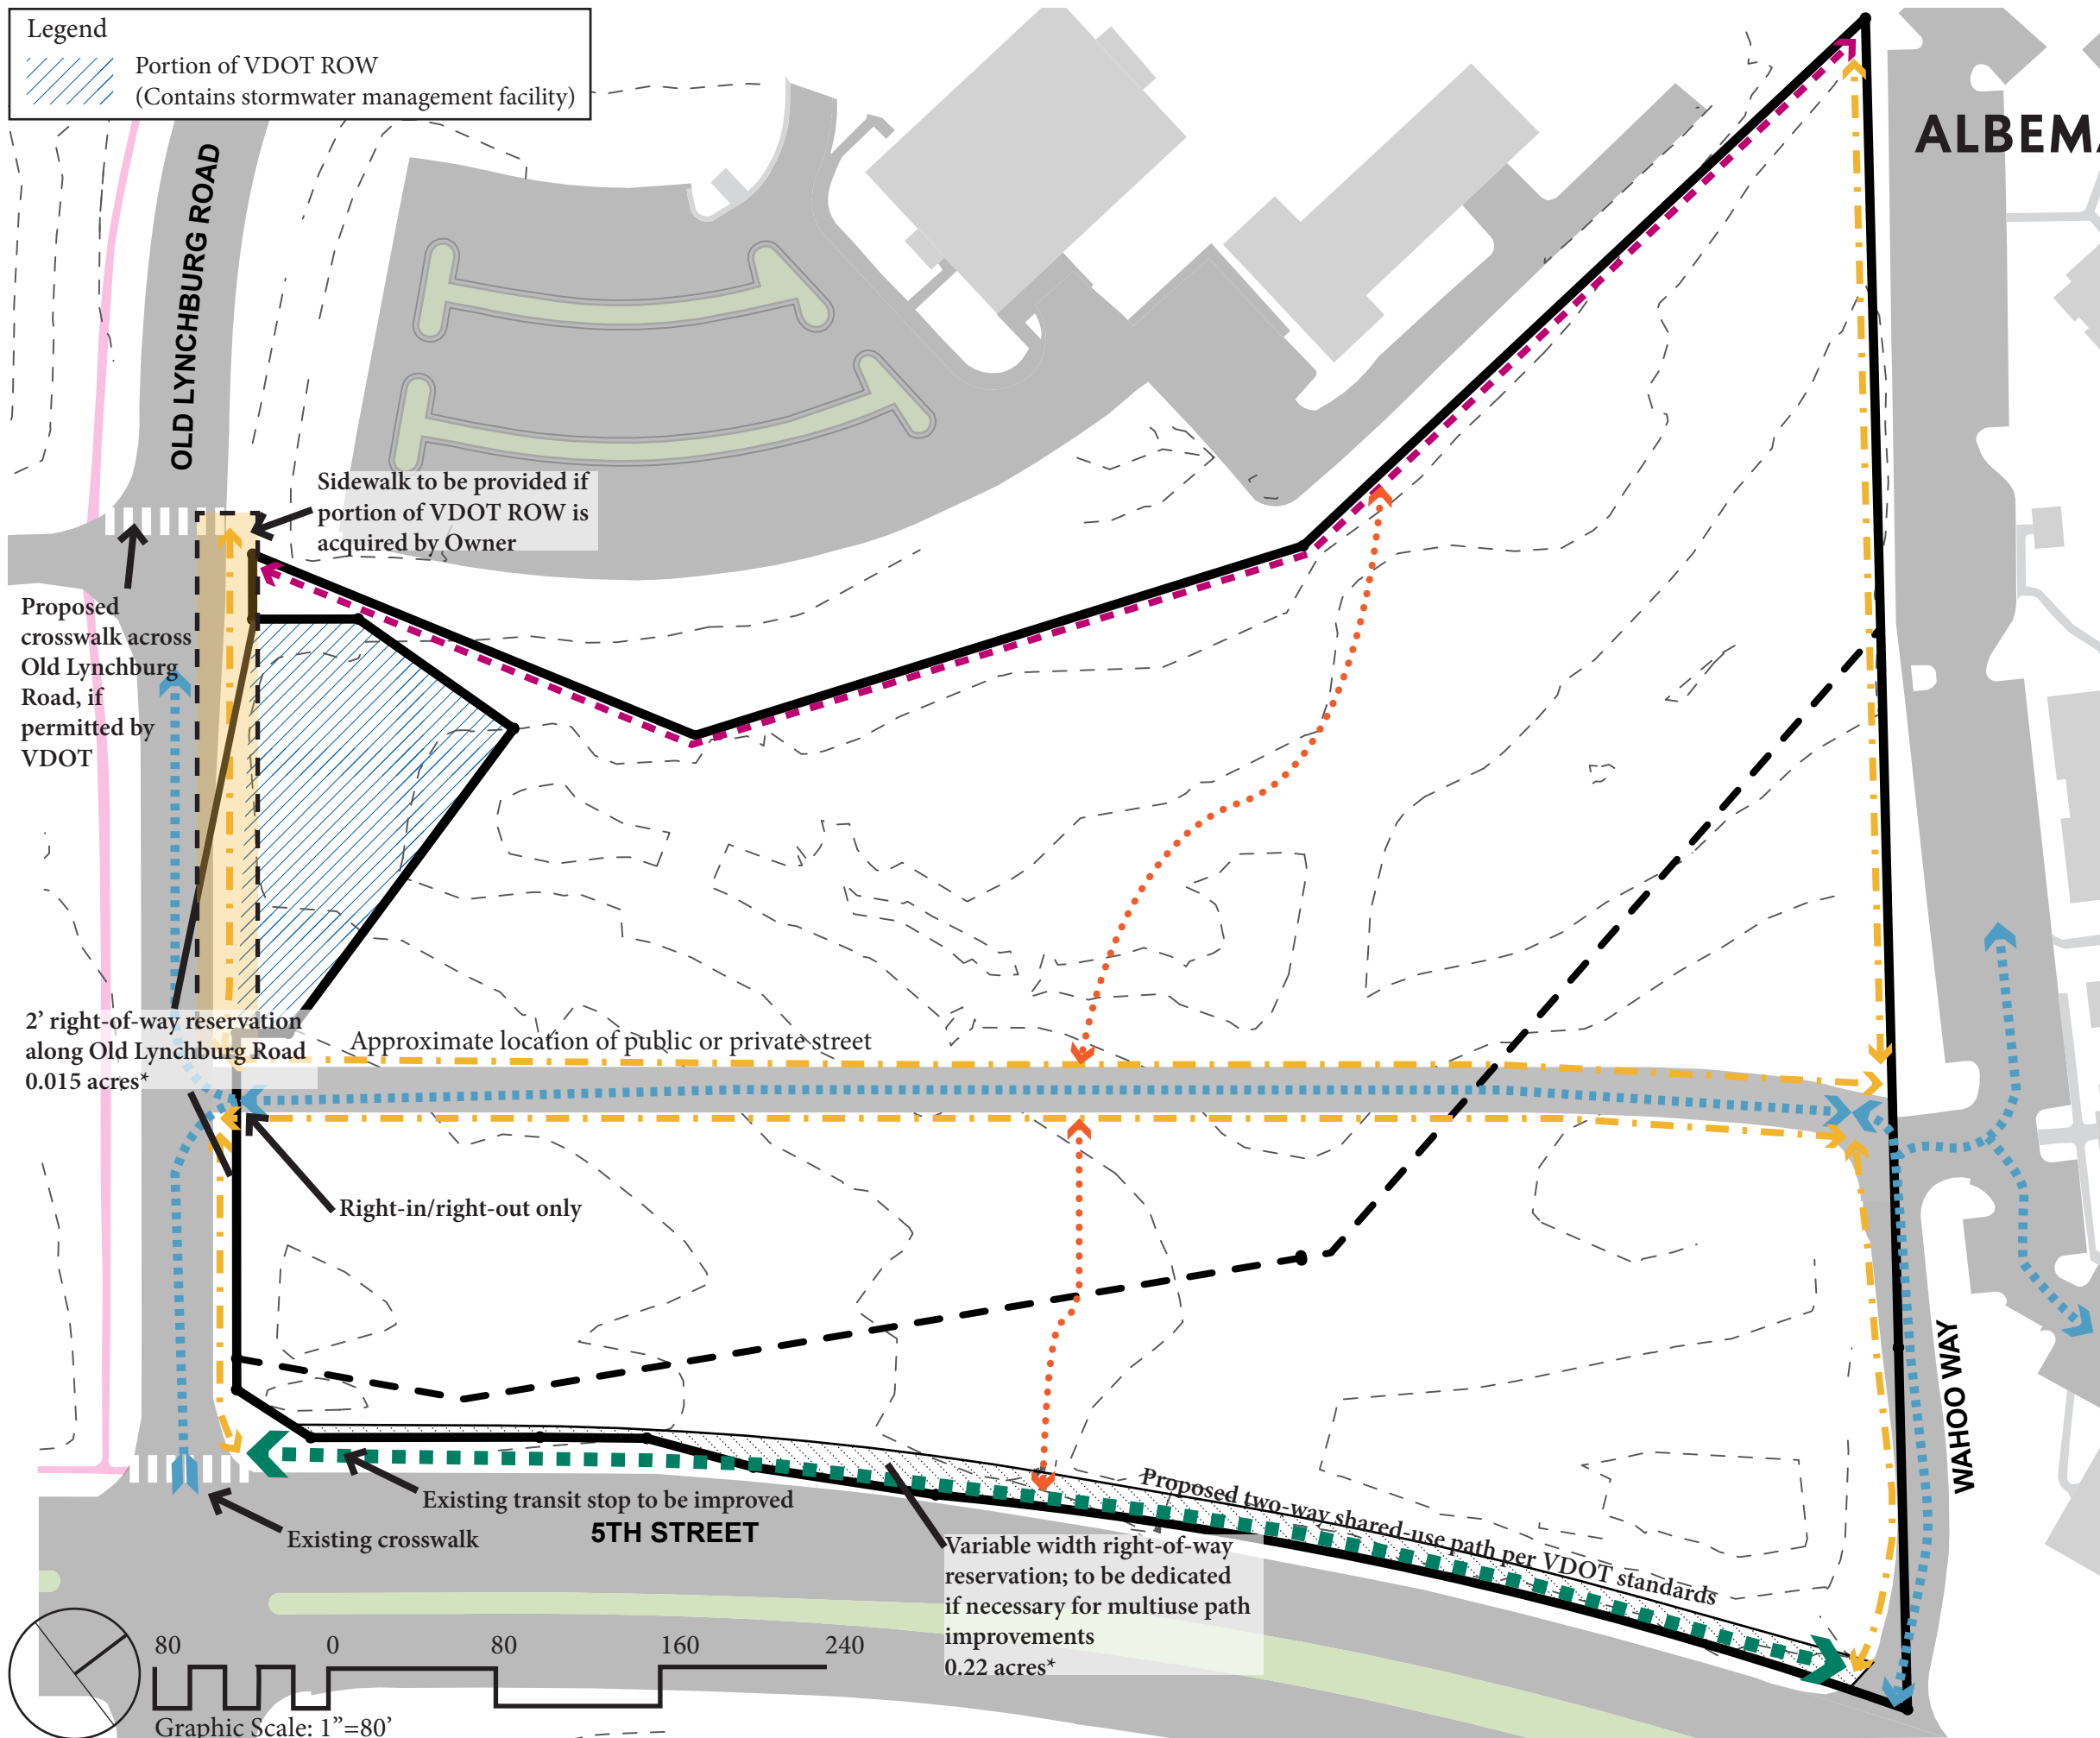 Legend
Portion of VDOT ROW
(Contains stormwater management facility)
ALBEMA
OLD LYNCHBURG ROAD
Sidewalk to be provided if
portion of VDOT ROW is
acquired by Owner
Proposed
crosswalk across
Old Lynchburg
Road, if
permitted by
VDOT
2’ right-of-way reservation
along Old Lynchburg Road
0.015 acres*
Approximate location of public or private street
Right-in/right-out only
WAHOO WAY
Existing transit stop to be improved
Existing crosswalk
5TH STREET
Proposed two-way shared-use path per VDOT standards
Variable width right-of-way
reservation; to be dedicated
if necessary for multiuse path
improvements
0.22 acres*
80 0 80 160 240
Graphic Scale: 1”=80’